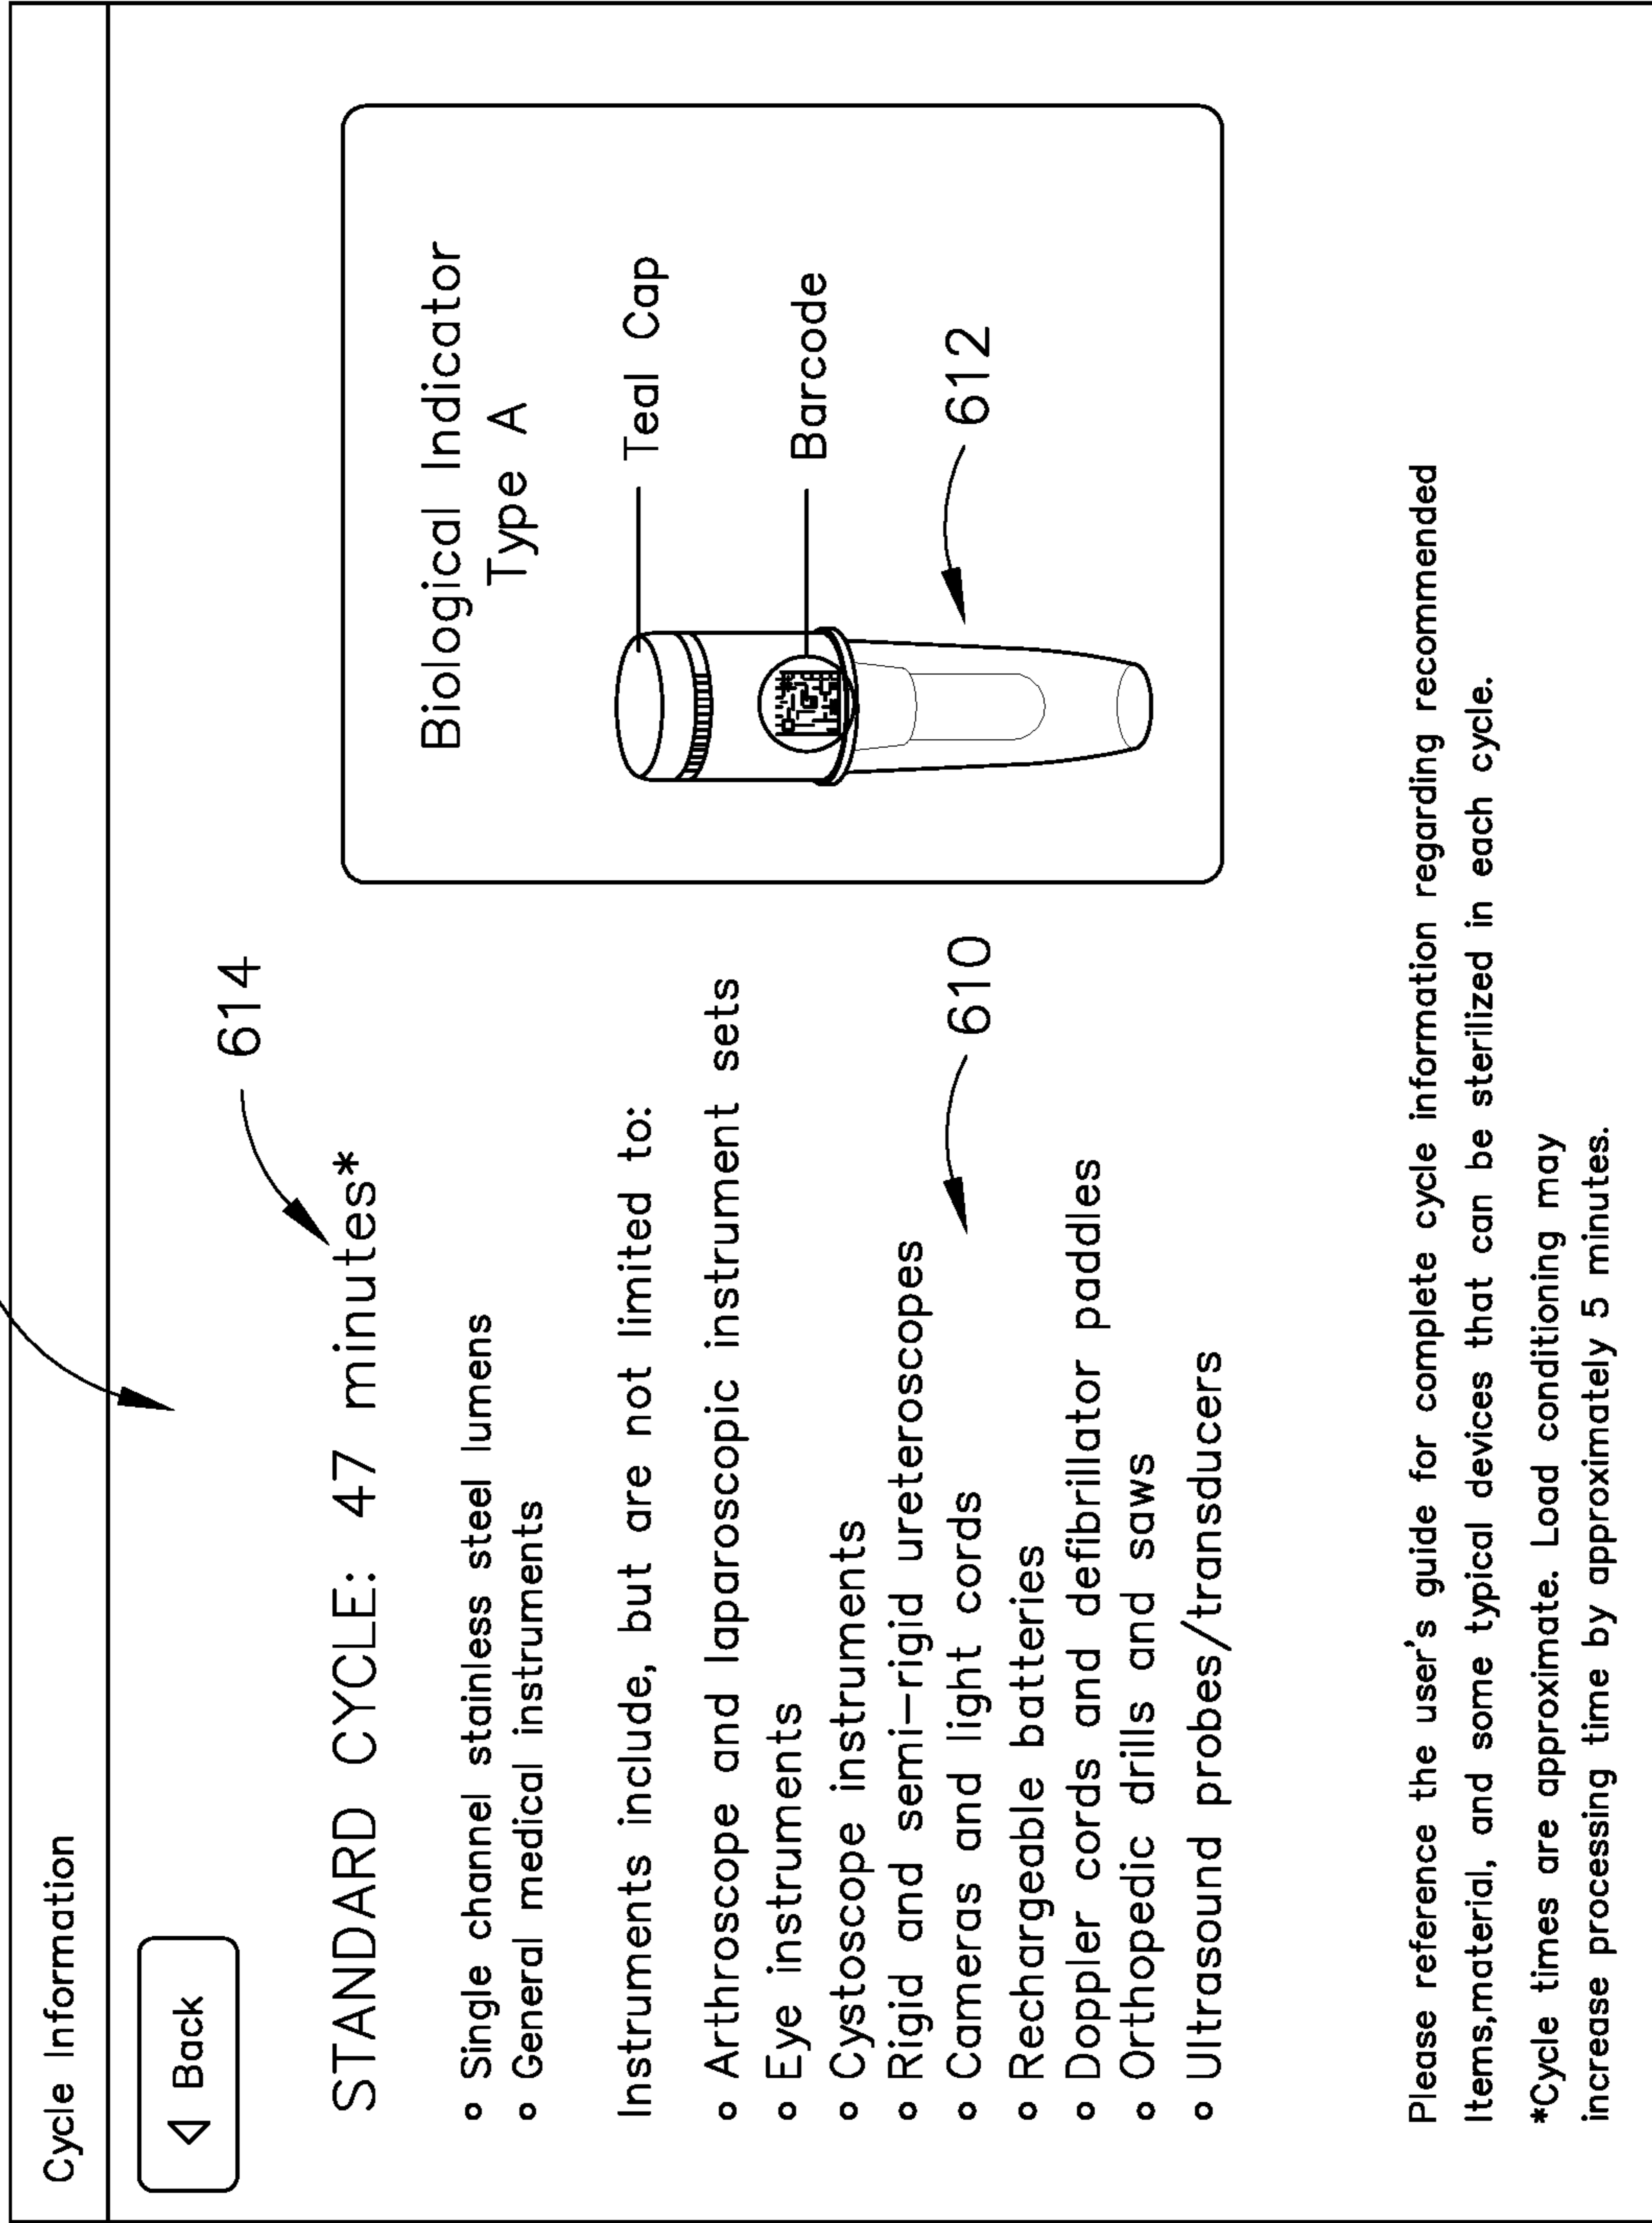 Cycle Information
◁ Back
614
STANDARD CYCLE: 47 minutes*
o Single channel stainless steel lumens
o General medical instruments
Instruments include, but are not limited to:
o Arthroscope and laparoscopic instrument sets
o Eye instruments
o Cystoscope instruments
o Rigid and semi-rigid ureteroscopes
o Cameras and light cords
o Rechargeable batteries
o Doppler cords and defibrillator paddles
o Orthopedic drills and saws
o Ultrasound probes/transducers
610
Biological Indicator
Type A
Teal Cap
Barcode
612
Please reference the user's guide for complete cycle information regarding recommended
Items,material, and some typical devices that can be sterilized in each cycle.
*Cycle times are approximate. Load conditioning may
increase processing time by approximately 5 minutes.